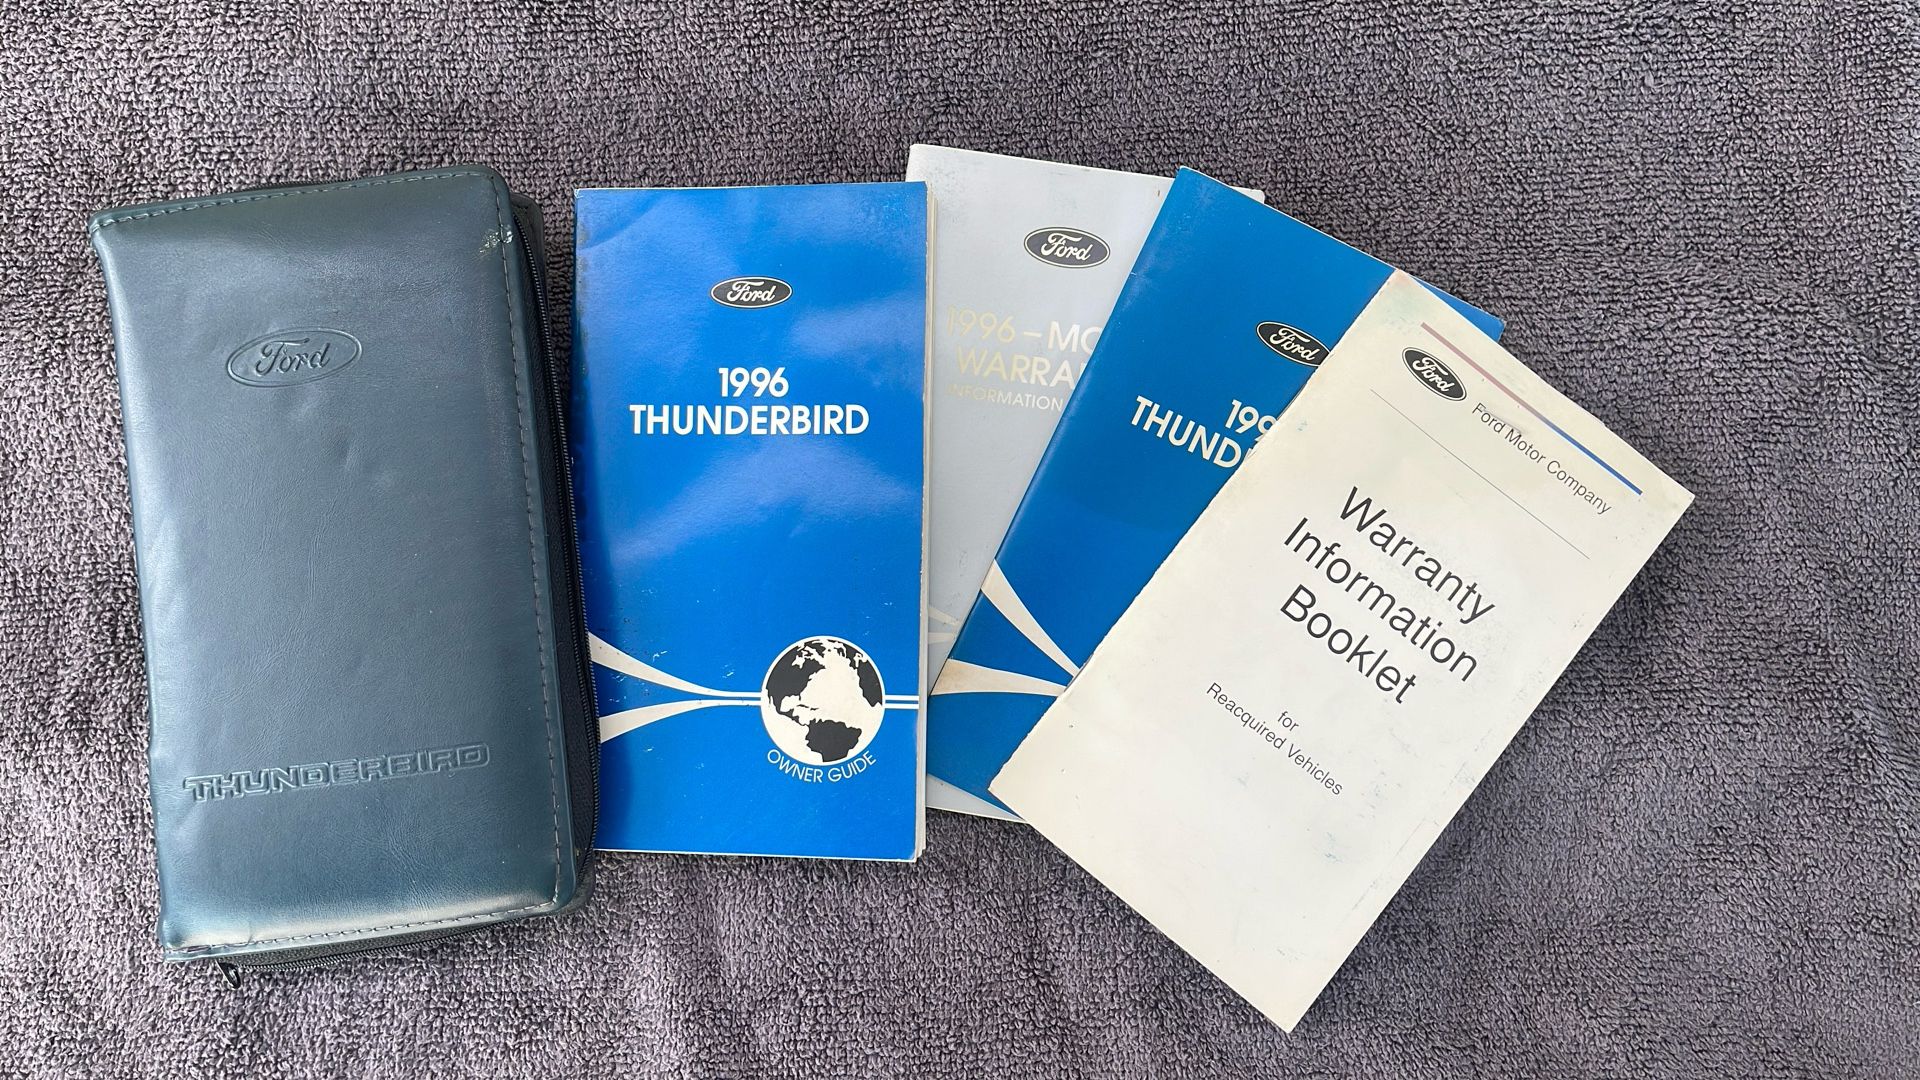 Ford
THUNDERBIRD
Ford
1996
THUNDERBIRD
OWNER GUIDE
Ford
1996 – MO
WARRA
INFORMATION
Ford
199
THUND
Ford
Ford Motor Company
Warranty
Information
Booklet
for
Reacquired Vehicles